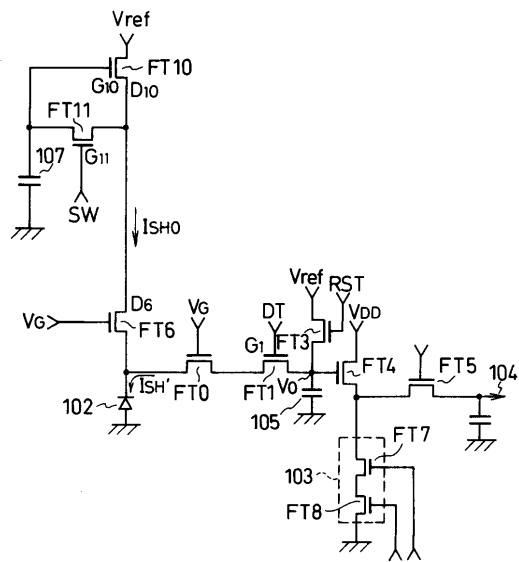 Vref
FT10
G10
D10
FT11
G11
107
SW
ISH0
D6
VG
FT6
ISH'
102
VG
FT0
DT
G1
FT1
Vref
RST
FT3
V0
105
VDD
FT4
FT5
104
103
FT7
FT8